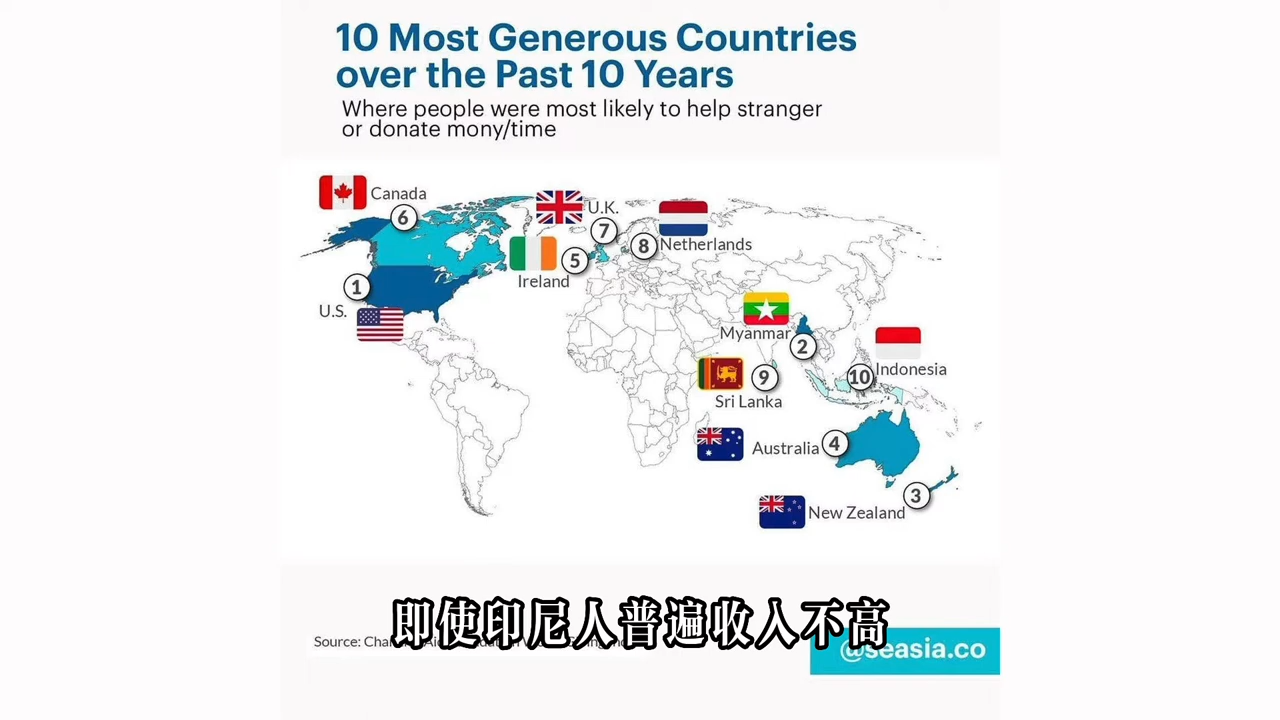 10 Most Generous Countries
over the Past 10 Years
Where people were most likely to help stranger
or donate mony/time
Canada
6
U.K.
7
Netherlands
8
Ireland
5
1
U.S.
Myanmar
2
Indonesia
10
Sri Lanka
9
Australia
4
New Zealand
3
即使印尼人普遍收入不高
Source:
@seasia.co